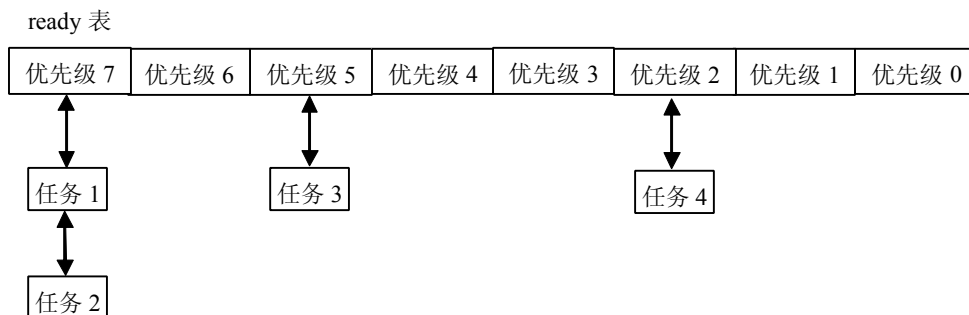 ready 表
优先级 7 优先级 6 优先级 5 优先级 4 优先级 3 优先级 2 优先级 1 优先级 0
任务 1 任务 3 任务 4
任务 2